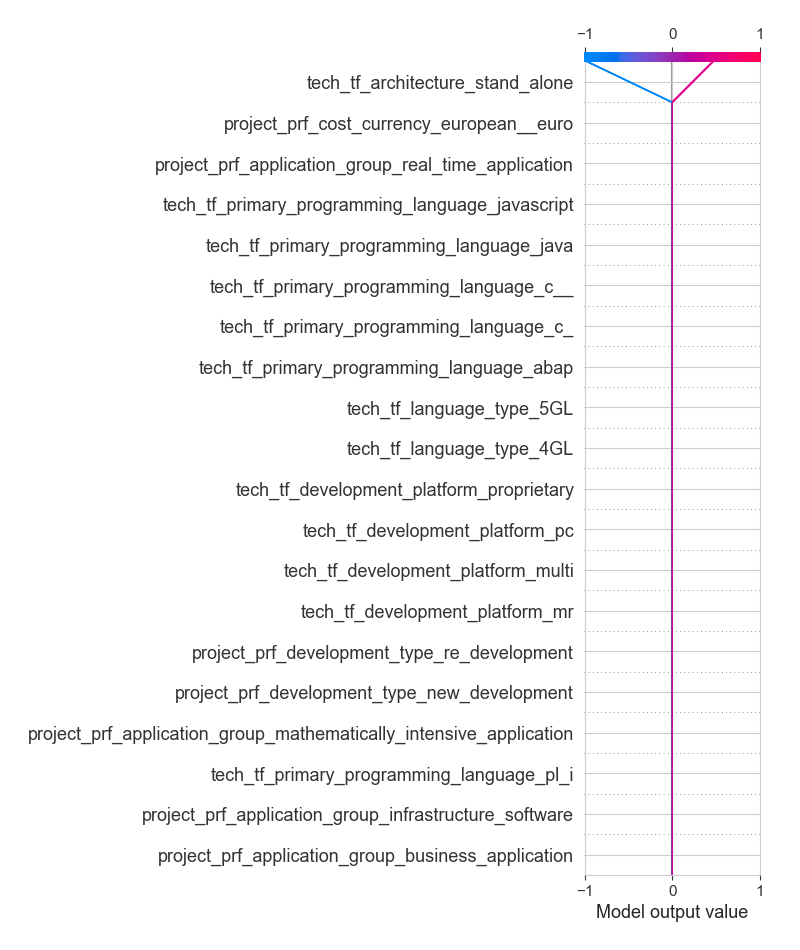 −1 0 1
tech_tf_architecture_stand_alone
project_prf_cost_currency_european__euro
project_prf_application_group_real_time_application
tech_tf_primary_programming_language_javascript
tech_tf_primary_programming_language_java
tech_tf_primary_programming_language_c__
tech_tf_primary_programming_language_c_
tech_tf_primary_programming_language_abap
tech_tf_language_type_5GL
tech_tf_language_type_4GL
tech_tf_development_platform_proprietary
tech_tf_development_platform_pc
tech_tf_development_platform_multi
tech_tf_development_platform_mr
project_prf_development_type_re_development
project_prf_development_type_new_development
project_prf_application_group_mathematically_intensive_application
tech_tf_primary_programming_language_pl_i
project_prf_application_group_infrastructure_software
project_prf_application_group_business_application
−1 0 1
Model output value